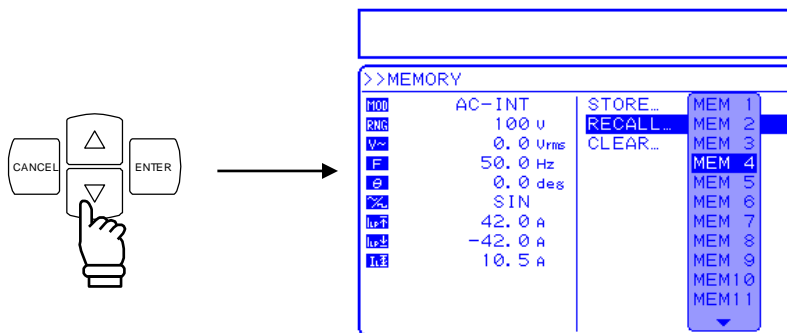 CANCEL
ENTER
>>MEMORY
MOD AC-INT
RNG 100 V
V~ 0.0 Vrms
F 50.0 Hz
θ 0.0 deg
SIN
42.0 A
-42.0 A
10.5 A
STORE…
RECALL…
CLEAR…
MEM 1
MEM 2
MEM 3
MEM 4
MEM 5
MEM 6
MEM 7
MEM 8
MEM 9
MEM10
MEM11